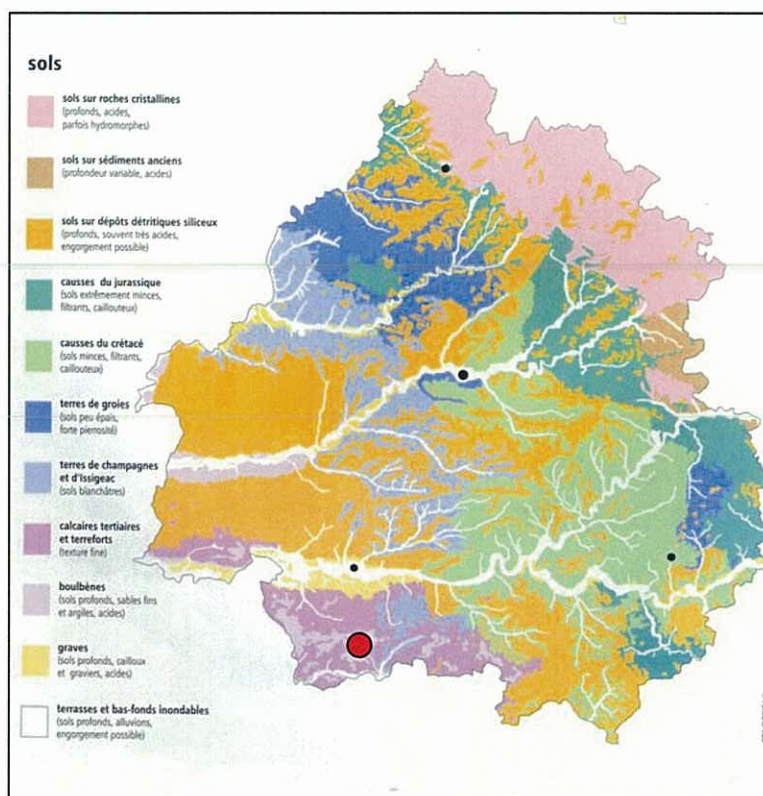 sols
sols sur roches cristallines
(profonds, acides,
parfois hydromorphes)
sols sur sédiments anciens
(profondeur variable, acides)
sols sur dépôts détritiques siliceux
(profonds, souvent très acides,
engorgement possible)
causses du jurassique
(sols extrêmement minces,
filtrants, caillouteux)
causses du crétacé
(sols minces, filtrants,
caillouteux)
terres de groies
(sols peu épais,
forte pierrosité)
terres de champagnes
et d'Issigeac
(sols blanchâtres)
calcaires tertiaires
et terreforts
(texture fine)
boulbènes
(sols profonds, sables fins
et argiles, acides)
graves
(sols profonds, cailloux
et graviers, acides)
terrasses et bas-fonds inondables
(sols profonds, alluvions,
engorgement possible)